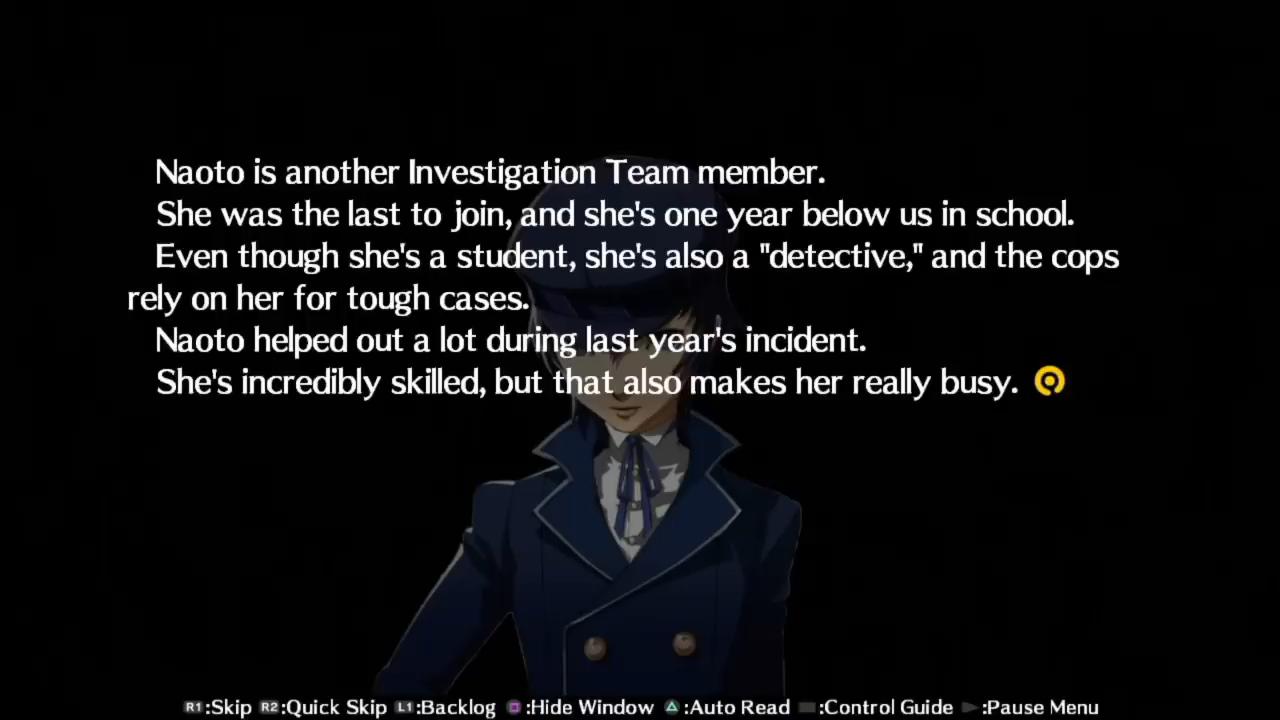 Naoto is another Investigation Team member.
She was the last to join, and she's one year below us in school.
Even though she's a student, she's also a "detective," and the cops
rely on her for tough cases.
Naoto helped out a lot during last year's incident.
She's incredibly skilled, but that also makes her really busy.
R1:Skip R2:Quick Skip L1:Backlog :Hide Window :Auto Read :Control Guide :Pause Menu